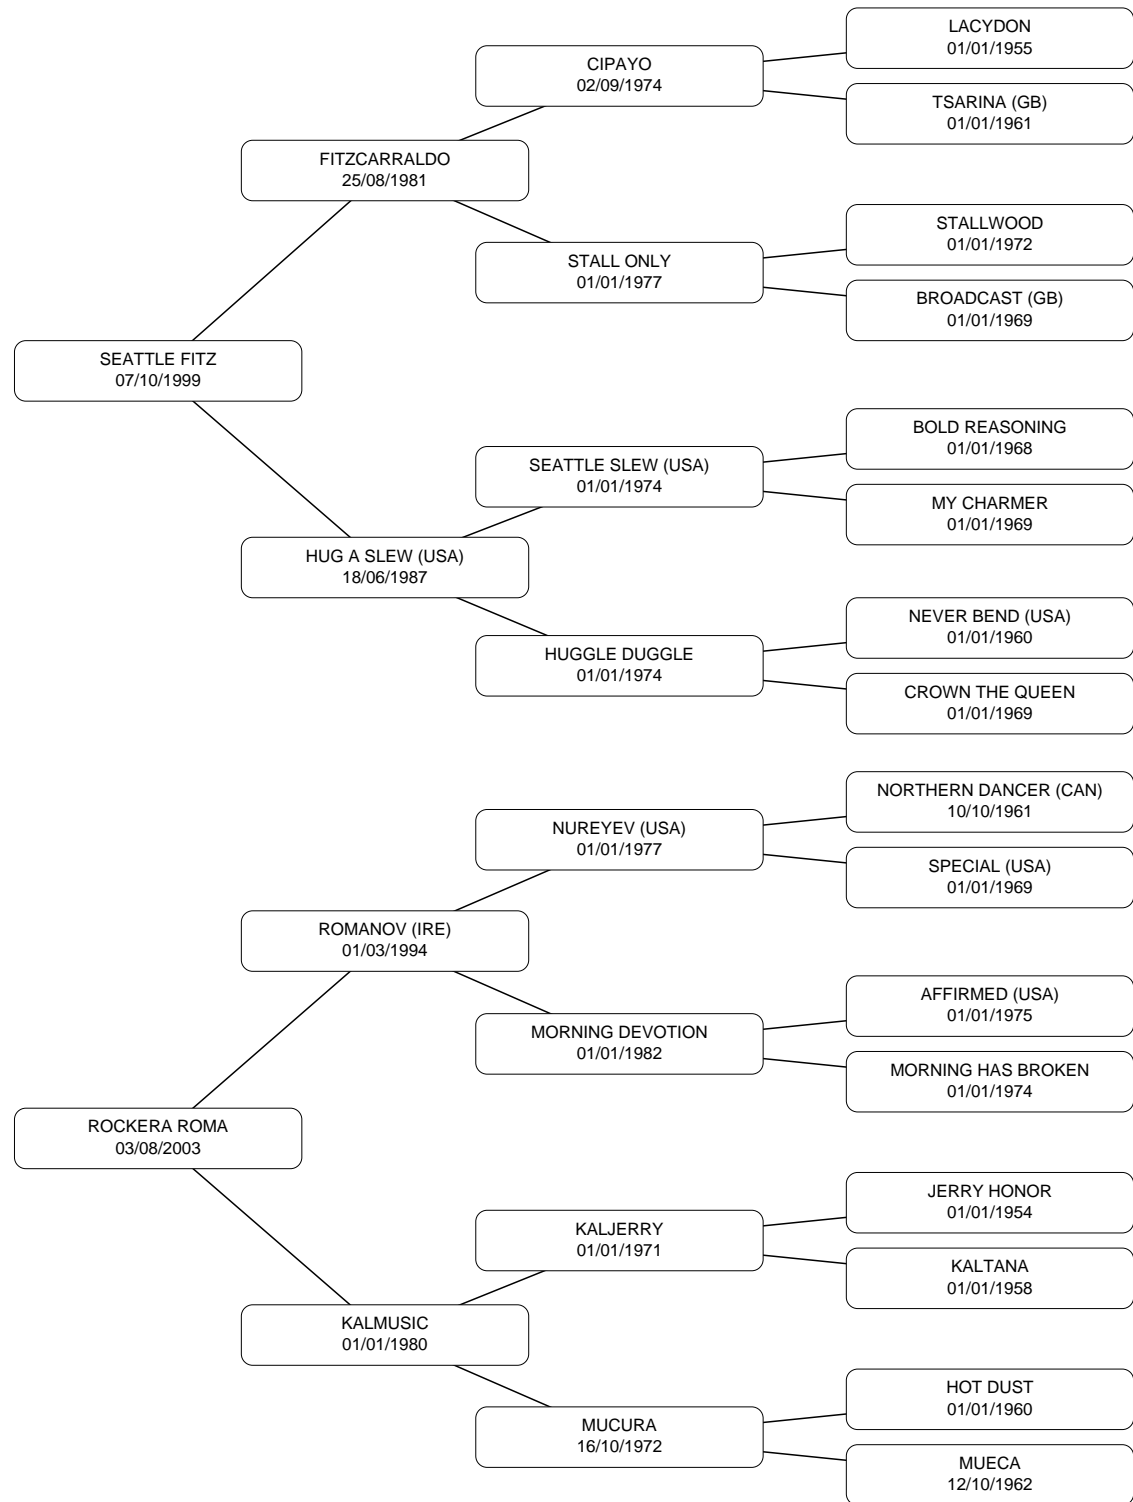 LACYDON
01/01/1955
CIPAYO
02/09/1974
TSARINA (GB)
01/01/1961
FITZCARRALDO
25/08/1981
STALLWOOD
01/01/1972
STALL ONLY
01/01/1977
BROADCAST (GB)
01/01/1969
SEATTLE FITZ
07/10/1999
BOLD REASONING
01/01/1968
SEATTLE SLEW (USA)
01/01/1974
MY CHARMER
01/01/1969
HUG A SLEW (USA)
18/06/1987
NEVER BEND (USA)
01/01/1960
HUGGLE DUGGLE
01/01/1974
CROWN THE QUEEN
01/01/1969
NORTHERN DANCER (CAN)
10/10/1961
NUREYEV (USA)
01/01/1977
SPECIAL (USA)
01/01/1969
ROMANOV (IRE)
01/03/1994
AFFIRMED (USA)
01/01/1975
MORNING DEVOTION
01/01/1982
MORNING HAS BROKEN
01/01/1974
ROCKERA ROMA
03/08/2003
JERRY HONOR
01/01/1954
KALJERRY
01/01/1971
KALTANA
01/01/1958
KALMUSIC
01/01/1980
HOT DUST
01/01/1960
MUCURA
16/10/1972
MUECA
12/10/1962